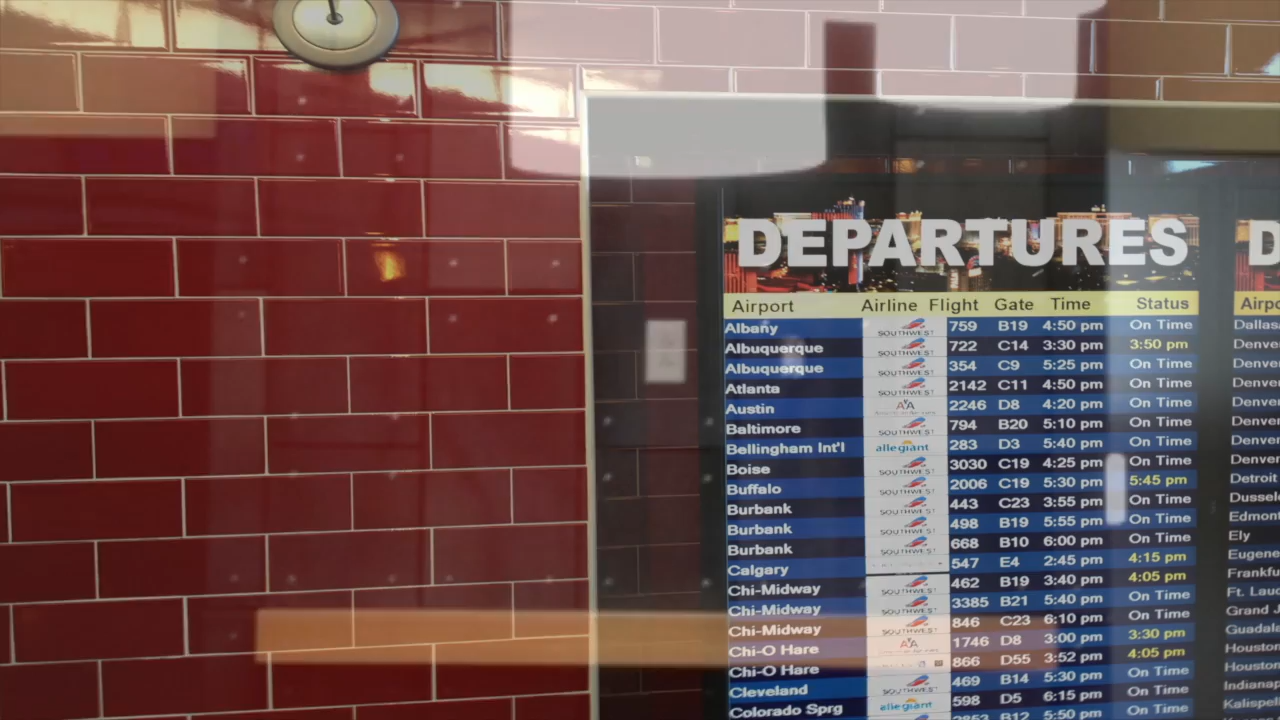 DEPARTURES
D
Airport Airline Flight Gate Time Status
Albany SOUTHWEST 759 B19 4:50 pm On Time Dallas
Albuquerque SOUTHWEST 722 C14 3:30 pm 3:50 pm Denver
Albuquerque SOUTHWEST 354 C9 5:25 pm On Time Denver
Atlanta SOUTHWEST 2142 C11 4:50 pm On Time Denver
Austin AA 2246 D8 4:20 pm On Time Denver
Baltimore SOUTHWEST 794 B20 5:10 pm On Time Denver
Bellingham Int'l allegiant 283 D3 5:40 pm On Time Denver
Boise SOUTHWEST 3030 C19 4:25 pm On Time Denver
Buffalo SOUTHWEST 2006 C19 5:30 pm 5:45 pm Detroit
Burbank SOUTHWEST 443 C23 3:55 pm On Time
Burbank SOUTHWEST 498 B19 5:55 pm On Time
Burbank SOUTHWEST 668 B10 6:00 pm On Time Ely
Calgary 547 E4 2:45 pm 4:15 pm Eugene
Chi-Midway SOUTHWEST 462 B19 3:40 pm 4:05 pm
Chi-Midway SOUTHWEST 3385 B21 5:40 pm On Time Ft.
Chi-Midway SOUTHWEST 846 C23 6:10 pm On Time Grand
Chi-O Hare AA 1746 D8 3:00 pm 3:30 pm
Chi-O Hare 866 D55 3:52 pm 4:05 pm Houston
Cleveland SOUTHWEST 469 B14 5:30 pm On Time Houston
Colorado Sprg allegiant 598 D5 6:15 pm On Time
B12 5:50 pm On Time